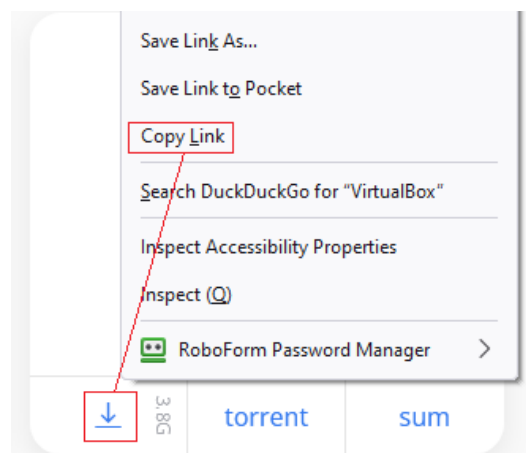 Save Link As...
Save Link to Pocket
Copy Link
Search DuckDuckGo for “VirtualBox”
Inspect Accessibility Properties
Inspect (Q)
RoboForm Password Manager
3.8G
torrent
sum